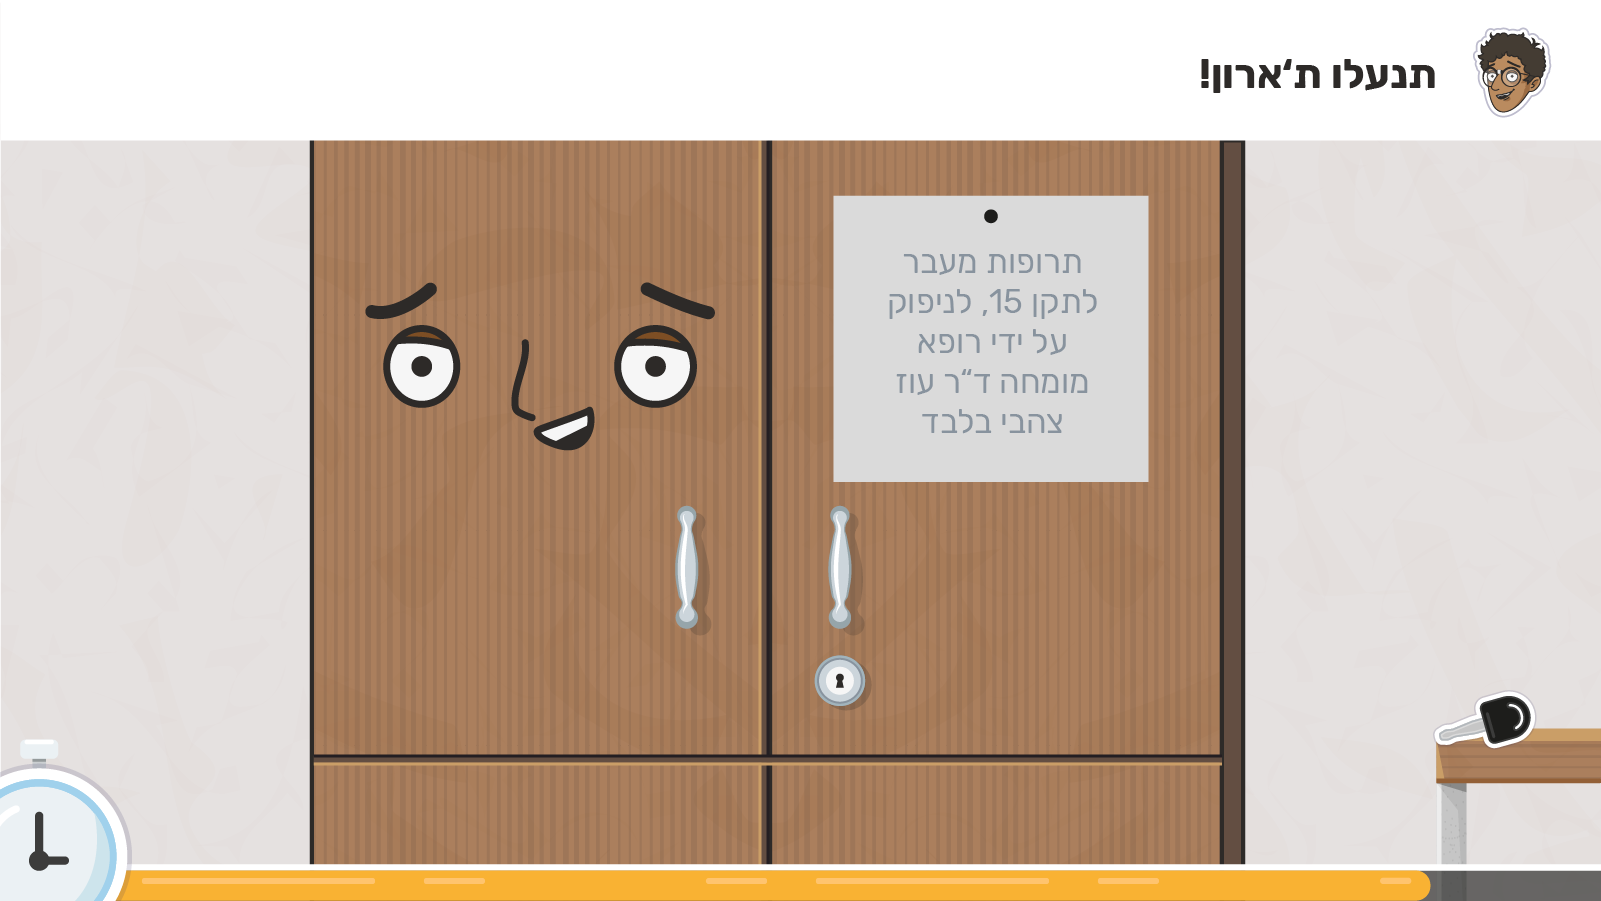 תנעלו ת'ארון!
תרופות מעבר
לתקן 15, לניפוק
על ידי רופא
מומחה ד"ר עוז
צהבי בלבד